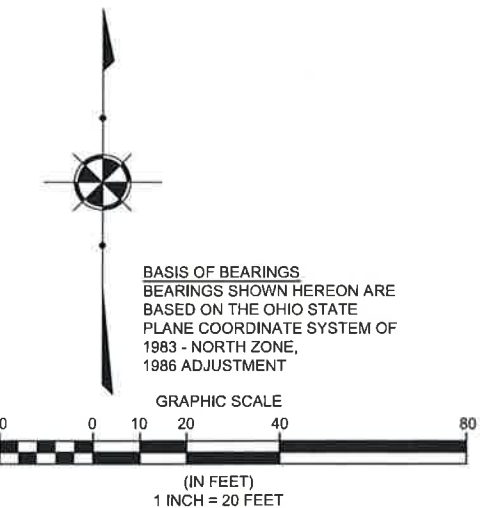 BASIS OF BEARINGS
BEARINGS SHOWN HEREON ARE
BASED ON THE OHIO STATE
PLANE COORDINATE SYSTEM OF
1983 - NORTH ZONE,
1986 ADJUSTMENT
GRAPHIC SCALE
0 0 10 20 40 80
(IN FEET)
1 INCH = 20 FEET